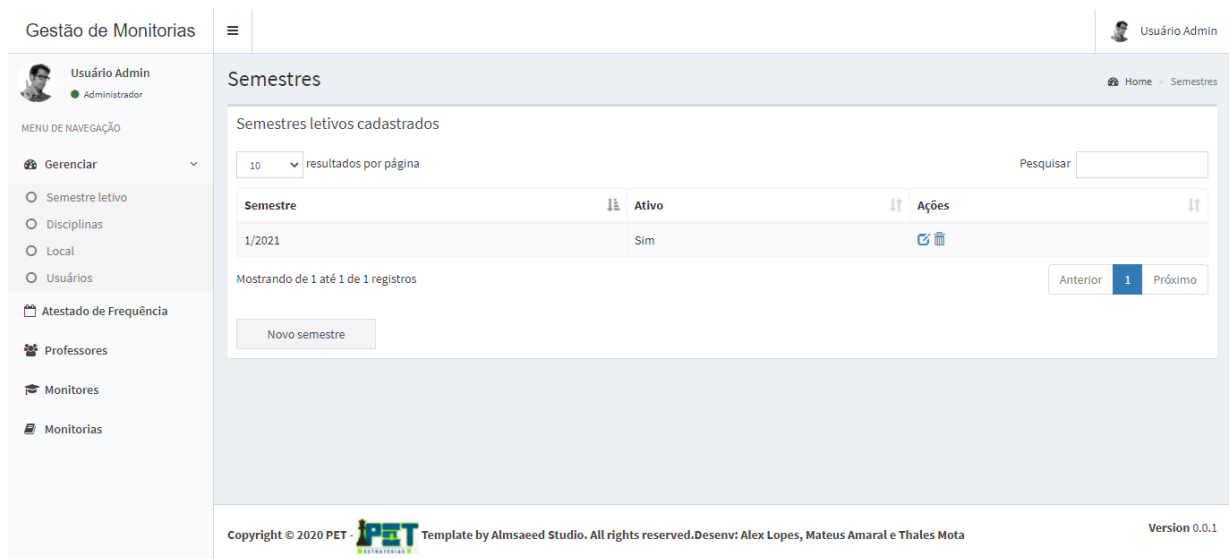 Gestão de Monitorias
Usuário Admin
Usuário Admin
Administrador
MENU DE NAVEGAÇÃO
Gerenciar
Semestre letivo
Disciplinas
Local
Usuários
Atestado de Frequência
Professores
Monitores
Monitorias
Semestres
Home > Semestres
Semestres letivos cadastrados
10 resultados por página
Pesquisar
Semestre Ativo Ações
1/2021 Sim
Mostrando de 1 até 1 de 1 registros
Anterior 1 Próximo
Novo semestre
Copyright © 2020 PET - PET ESTRATÉGIAS Template by Almsaeed Studio. All rights reserved.Desenv: Alex Lopes, Mateus Amaral e Thales Mota
Version 0.0.1